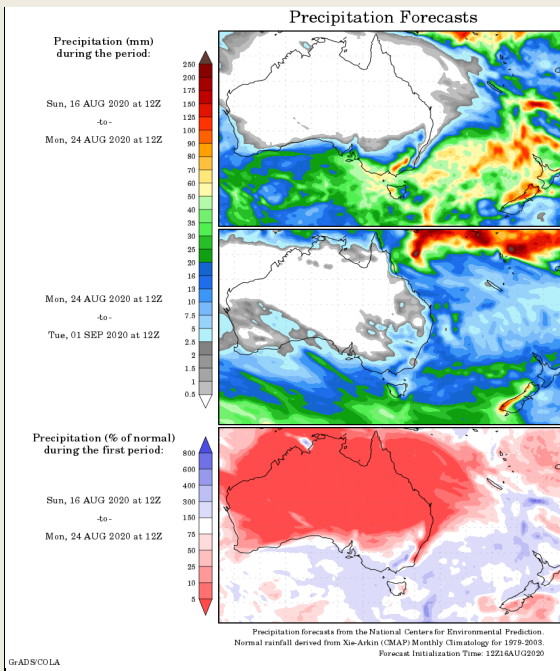 Precipitation Forecasts
Precipitation (mm)
during the period:
Sun, 16 AUG 2020 at 12Z
-to-
Mon, 24 AUG 2020 at 12Z
250
200
175
150
125
100
90
80
70
60
50
40
35
30
25
20
16
13
10
7.5
5
2.5
2
1.5
1
0.5
Mon, 24 AUG 2020 at 12Z
-to-
Tue, 01 SEP 2020 at 12Z
Precipitation (% of normal)
during the first period:
Sun, 16 AUG 2020 at 12Z
-to-
Mon, 24 AUG 2020 at 12Z
800
600
400
300
150
75
50
25
10
5
Precipitation forecasts from the National Centers for Environmental Prediction.
Normal rainfall derived from Xie-Arkin (CMAP) Monthly Climatology for 1979-2003.
Forecast Initialization Time: 12Z16AUG2020
GrADS/COLA